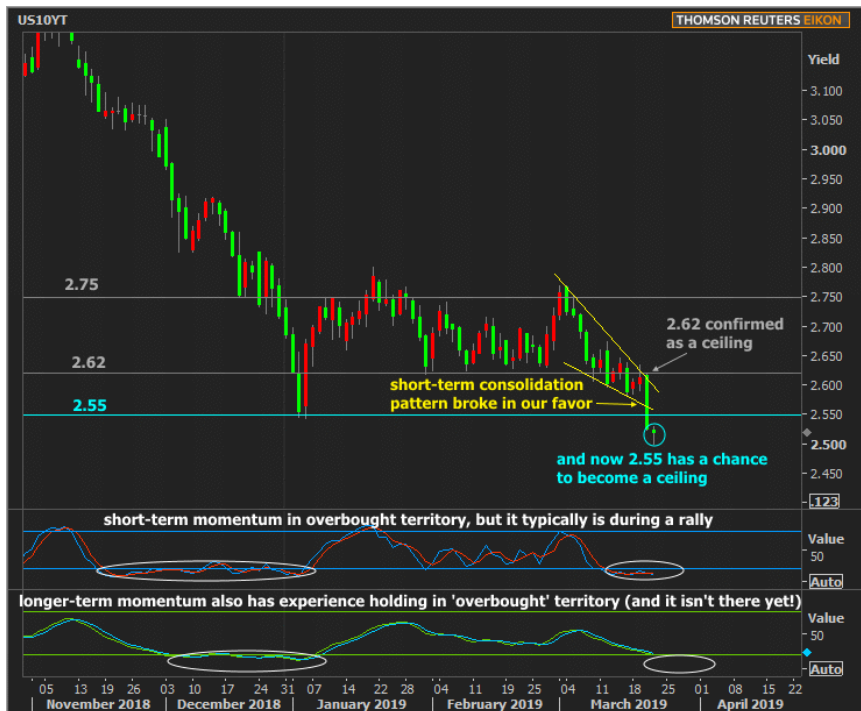 US10YT
THOMSON REUTERS EIKON
Yield
3.100
3.050
3.000
2.950
2.900
2.850
2.800
2.750
2.700
2.650
2.600
2.550
2.500
2.450
.123
2.75
2.62
2.55
2.62 confirmed
as a ceiling
short-term consolidation
pattern broke in our favor
and now 2.55 has a chance
to become a ceiling
short-term momentum in overbought territory, but it typically is during a rally
Value
50
Auto
longer-term momentum also has experience holding in 'overbought' territory (and it isn't there yet!)
Value
50
Auto
05 13 19 26 03 10 17 24 31 07 14 22 28 04 11 19 25 04 11 18 25 01 08 15 22
November 2018 December 2018 January 2019 February 2019 March 2019 April 2019